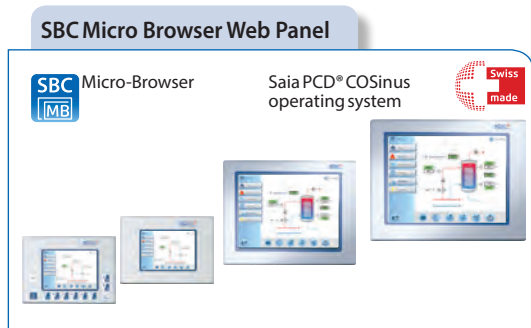 SBC Micro Browser Web Panel
SBC
MB
Micro-Browser
Saia PCD® COSinus
operating system
Swiss
made